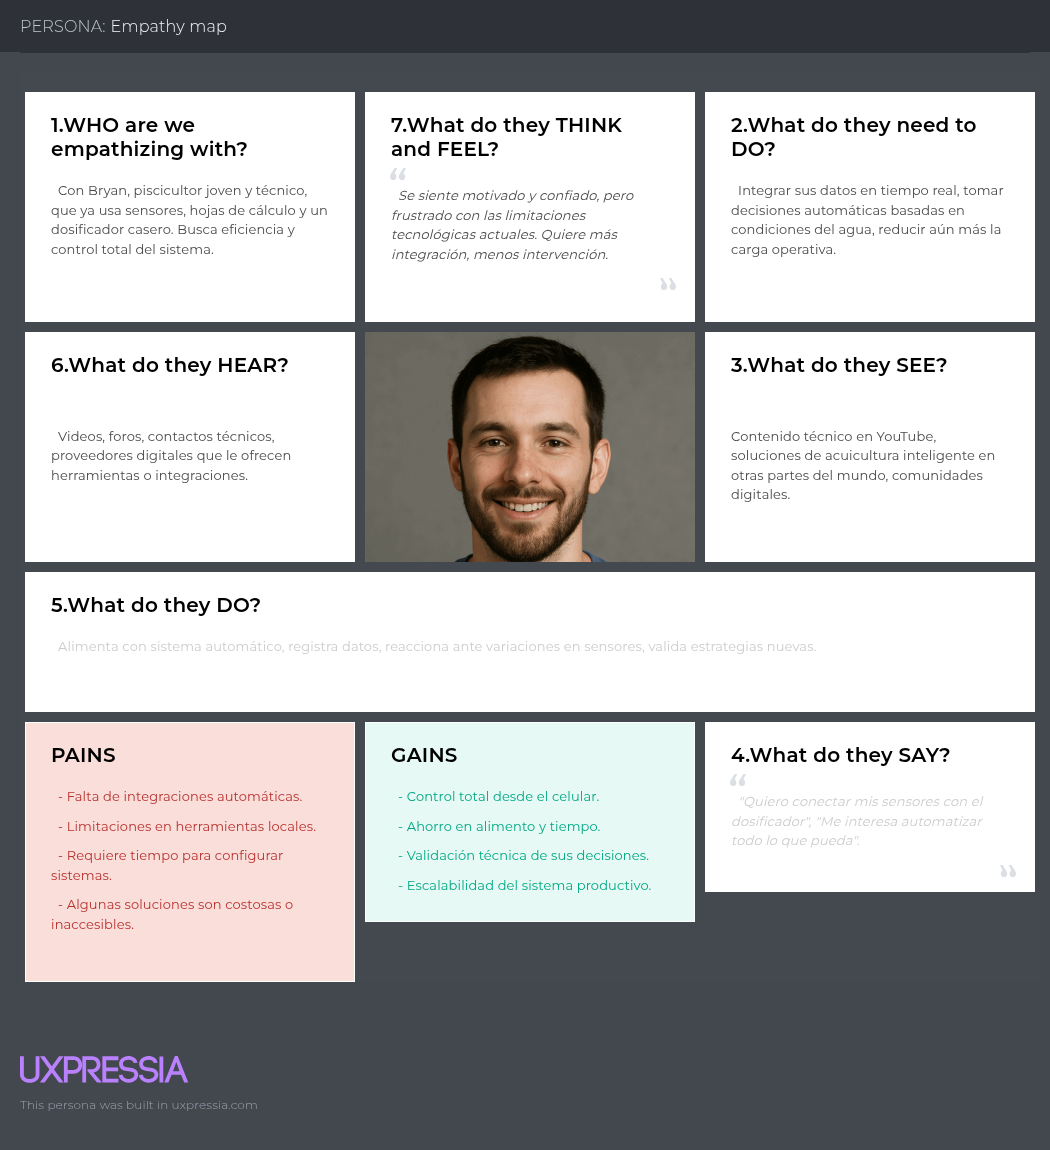 PERSONA: Empathy map
1.WHO are we
empathizing with?
Con Bryan, piscicultor joven y técnico,
que ya usa sensores, hojas de cálculo y un
dosificador casero. Busca eficiencia y
control total del sistema.
7.What do they THINK
and FEEL?
“
Se siente motivado y confiado, pero
frustrado con las limitaciones
tecnológicas actuales. Quiere más
integración, menos intervención.
”
2.What do they need to
DO?
Integrar sus datos en tiempo real, tomar
decisiones automáticas basadas en
condiciones del agua, reducir aún más la
carga operativa.
6.What do they HEAR?
Videos, foros, contactos técnicos,
proveedores digitales que le ofrecen
herramientas o integraciones.
3.What do they SEE?
Contenido técnico en YouTube,
soluciones de acuicultura inteligente en
otras partes del mundo, comunidades
digitales.
5.What do they DO?
Alimenta con sistema automático, registra datos, reacciona ante variaciones en sensores, valida estrategias nuevas.
PAINS
- Falta de integraciones automáticas.
- Limitaciones en herramientas locales.
- Requiere tiempo para configurar
sistemas.
- Algunas soluciones son costosas o
inaccesibles.
GAINS
- Control total desde el celular.
- Ahorro en alimento y tiempo.
- Validación técnica de sus decisiones.
- Escalabilidad del sistema productivo.
4.What do they SAY?
“
"Quiero conectar mis sensores con el
dosificador", "Me interesa automatizar
todo lo que pueda".
”
UXPRESSIA
This persona was built in uxpressia.com